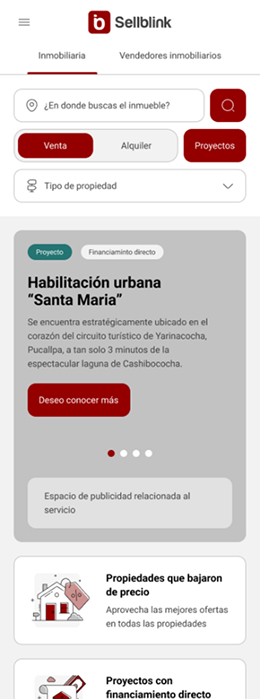 Sellblink
Inmobiliaria
Vendedores inmobiliarios
¿En donde buscas el inmueble?
Venta
Alquiler
Proyectos
Tipo de propiedad
Proyecto
Financiaminto directo
Habilitación urbana
“Santa Maria”
Se encuentra estratégicamente ubicado en el
corazón del circuito turístico de Yarinacocha,
Pucallpa, a tan solo 3 minutos de la
espectacular laguna de Cashibococha.
Deseo conocer más
Espacio de publicidad relacionada al
servicio
Propiedades que bajaron
de precio
Aprovecha las mejores ofertas
en todas las propiedades
Proyectos con
financiamiento directo